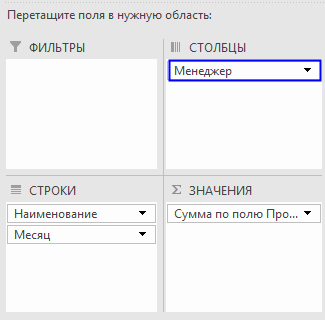 Перетащите поля в нужную область:
ФИЛЬТРЫ
СТОЛБЦЫ
Менеджер
СТРОКИ
Наименование
Месяц
ЗНАЧЕНИЯ
Сумма по полю Про...